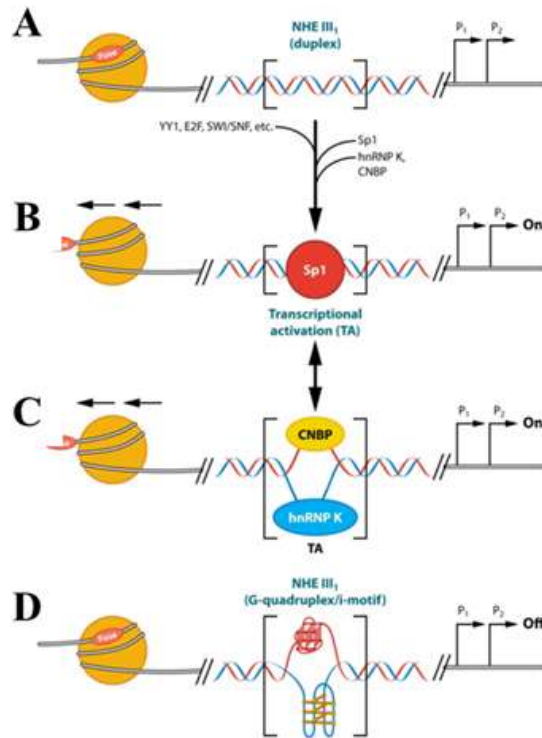 A
NHE III₁
(duplex)
P₁ P₂
YY1, E2F, SWI/SNF, etc.
Sp1
hnRNP K,
CNBP
B
P₁ P₂ On
Sp1
Transcriptional
activation (TA)
C
P₁ P₂ On
CNBP
hnRNP K
TA
D
NHE III₁
(G-quadruplex/i-motif)
P₁ P₂ Off